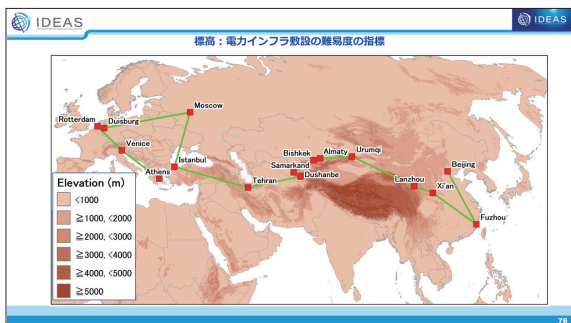 IDEAS
IDEAS
標高：電力インフラ敷設の難易度の指標
Moscow
Rotterdam
Duisburg
Venice
Istanbul
Athens
Tehran
Bishkek
Almaty
Urumqi
Samarkand
Dushanbe
Lanzhou
Beijing
Xi'an
Fuzhou
Elevation (m)
<1000
≧1000, <2000
≧2000, <3000
≧3000, <4000
≧4000, <5000
≧5000
76